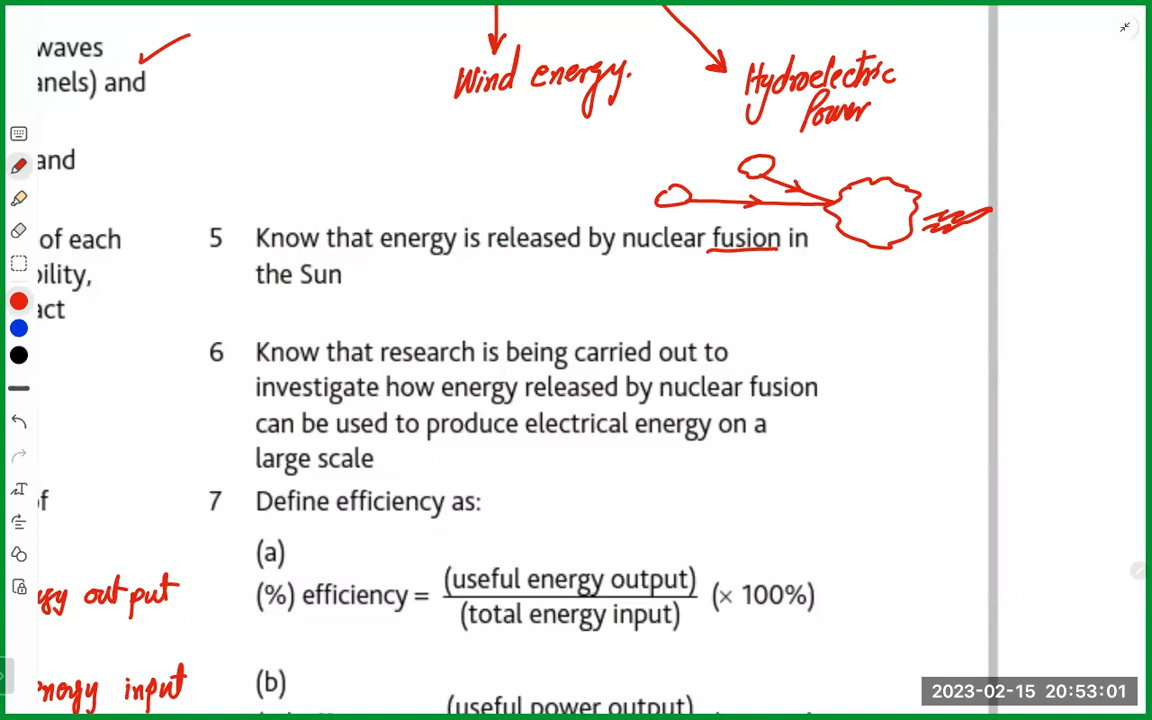 waves
anels) and
Wind energy.
Hydroelectric
Power
and
of each
5 Know that energy is released by nuclear fusion in
the Sun
bility,
act
6 Know that research is being carried out to
investigate how energy released by nuclear fusion
can be used to produce electrical energy on a
large scale
of
7 Define efficiency as:
(a)
(%) efficiency = (useful energy output) / (total energy input) (× 100%)
output
input
(b)
(useful power output)
2023-02-15 20:53:01